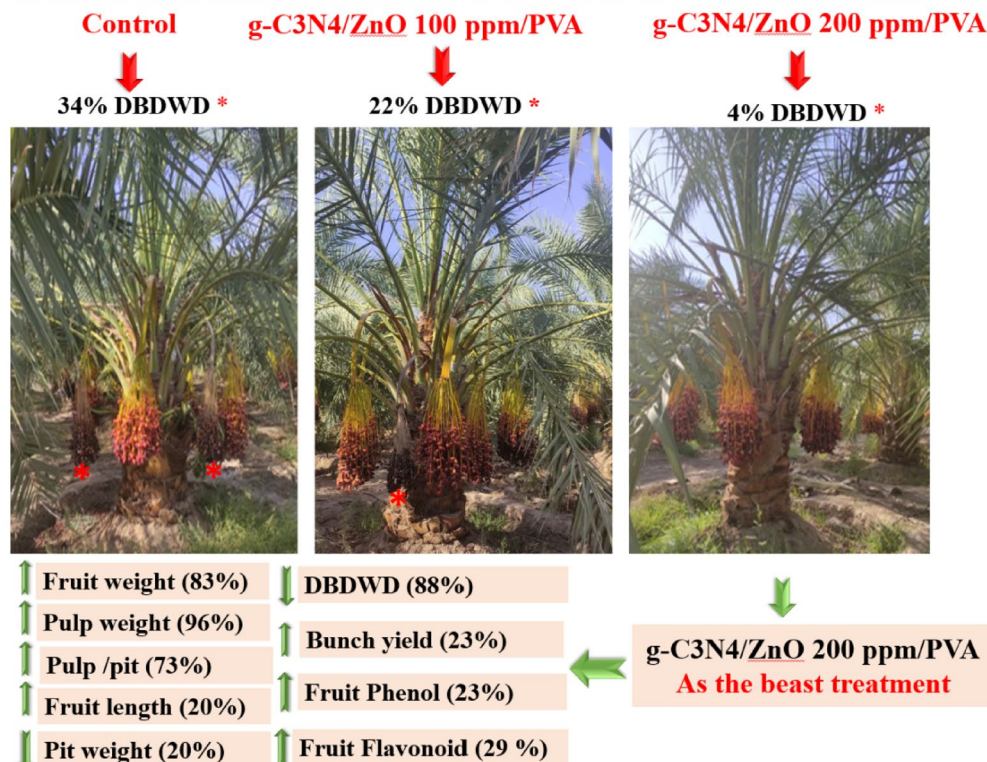 Control
g-C3N4/ZnO 100 ppm/PVA
g-C3N4/ZnO 200 ppm/PVA
34% DBDWD *
22% DBDWD *
4% DBDWD *
*
*
*
Fruit weight (83%)
Pulp weight (96%)
Pulp /pit (73%)
Fruit length (20%)
Pit weight (20%)
DBDWD (88%)
Bunch yield (23%)
Fruit Phenol (23%)
Fruit Flavonoid (29 %)
g-C3N4/ZnO 200 ppm/PVA
As the beast treatment